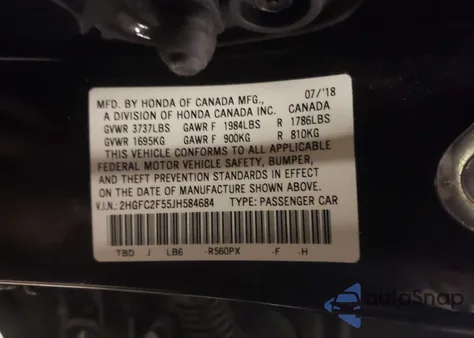 MFD. BY HONDA OF CANADA MFG., 07/'18
A DIVISION OF HONDA CANADA INC. CANADA
GVWR 3737LBS GAWR F 1984LBS R 1786LBS
GVWR 1695KG GAWR F 900KG R 810KG
THIS VEHICLE CONFORMS TO ALL APPLICABLE
FEDERAL MOTOR VEHICLE SAFETY, BUMPER,
AND THEFT PREVENTION STANDARDS IN EFFECT
ON THE DATE OF MANUFACTURE SHOWN ABOVE.
V.I.N.: 2HGFC2F55JH584684 TYPE: PASSENGER CAR
TBD J LB6 -R560PX -F -H
autoSnap